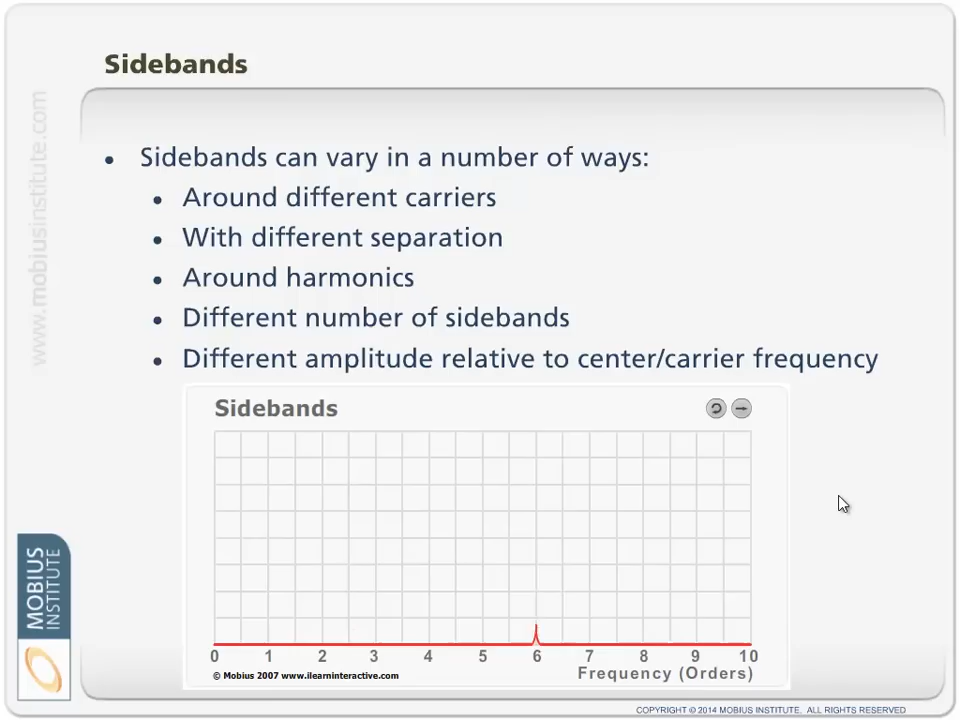 Sidebands
www.mobiusinstitute.com
• Sidebands can vary in a number of ways:
• Around different carriers
• With different separation
• Around harmonics
• Different number of sidebands
• Different amplitude relative to center/carrier frequency
Sidebands
0 1 2 3 4 5 6 7 8 9 10
© Mobius 2007 www.ilearninteractive.com
Frequency (Orders)
MOBIUS
INSTITUTE
COPYRIGHT © 2014 MOBIUS INSTITUTE. ALL RIGHTS RESERVED